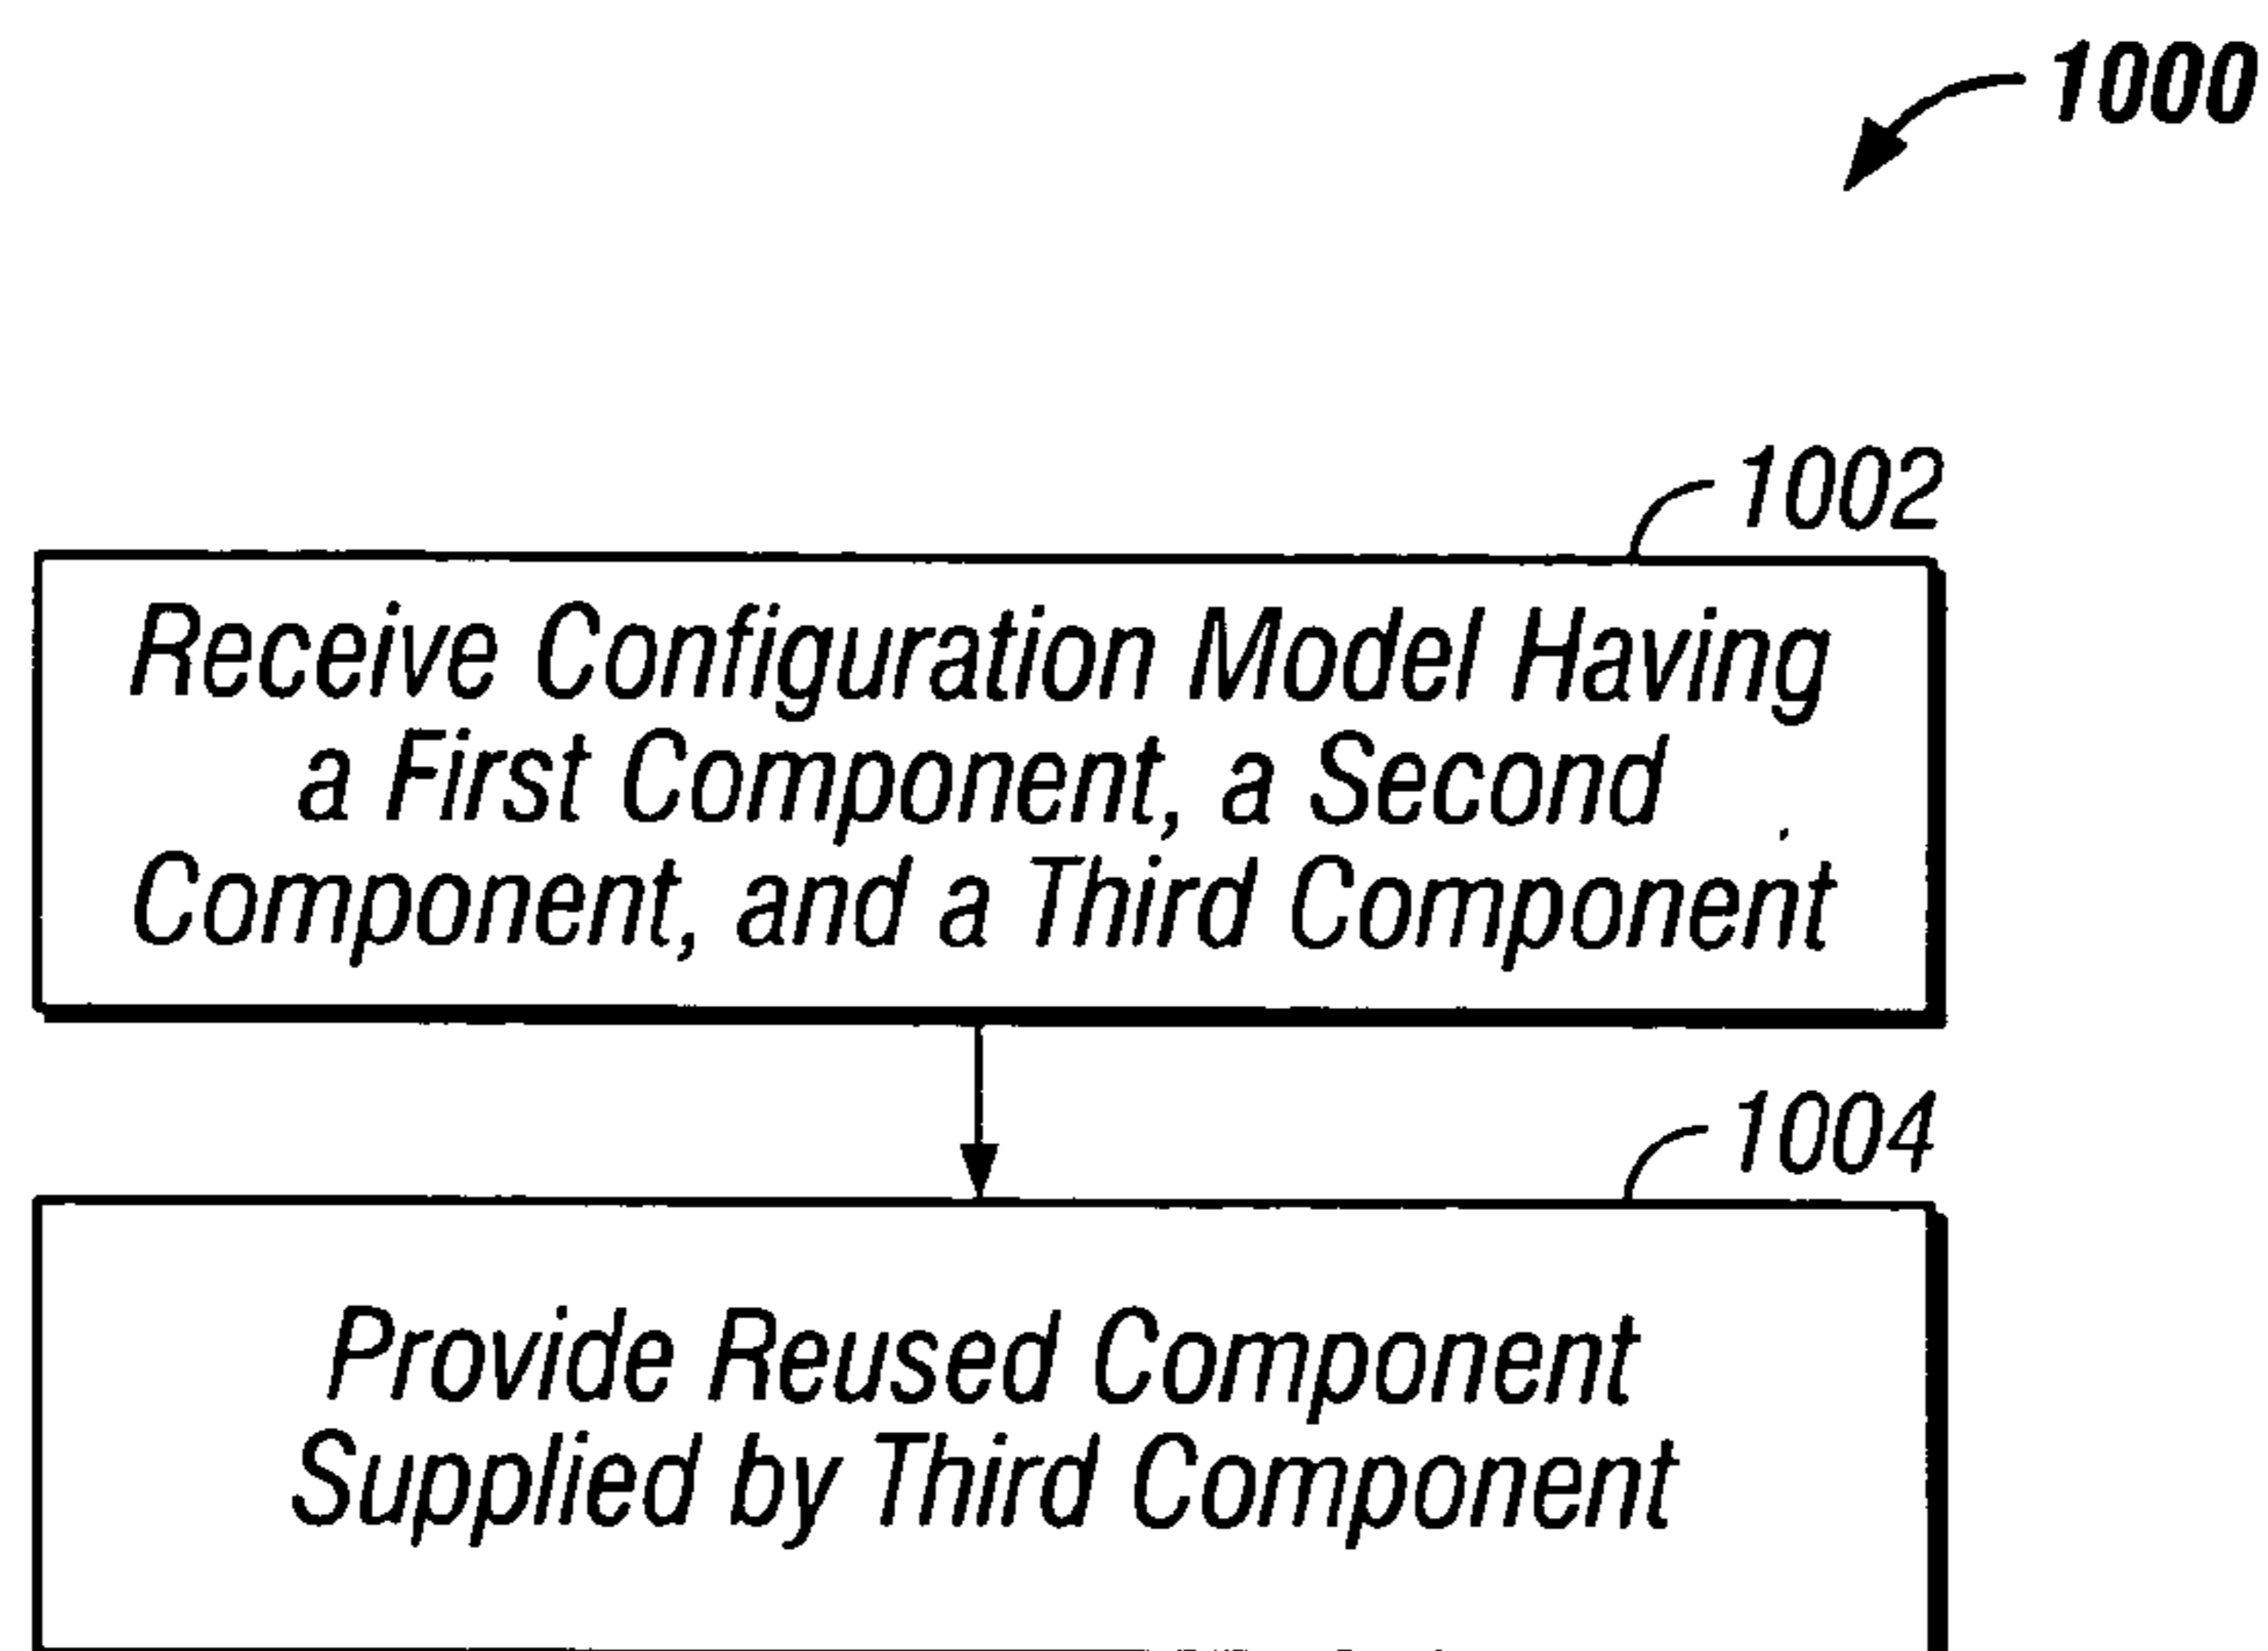 1000
1002
Receive Configuration Model Having
a First Component, a Second
Component, and a Third Component
1004
Provide Reused Component
Supplied by Third Component